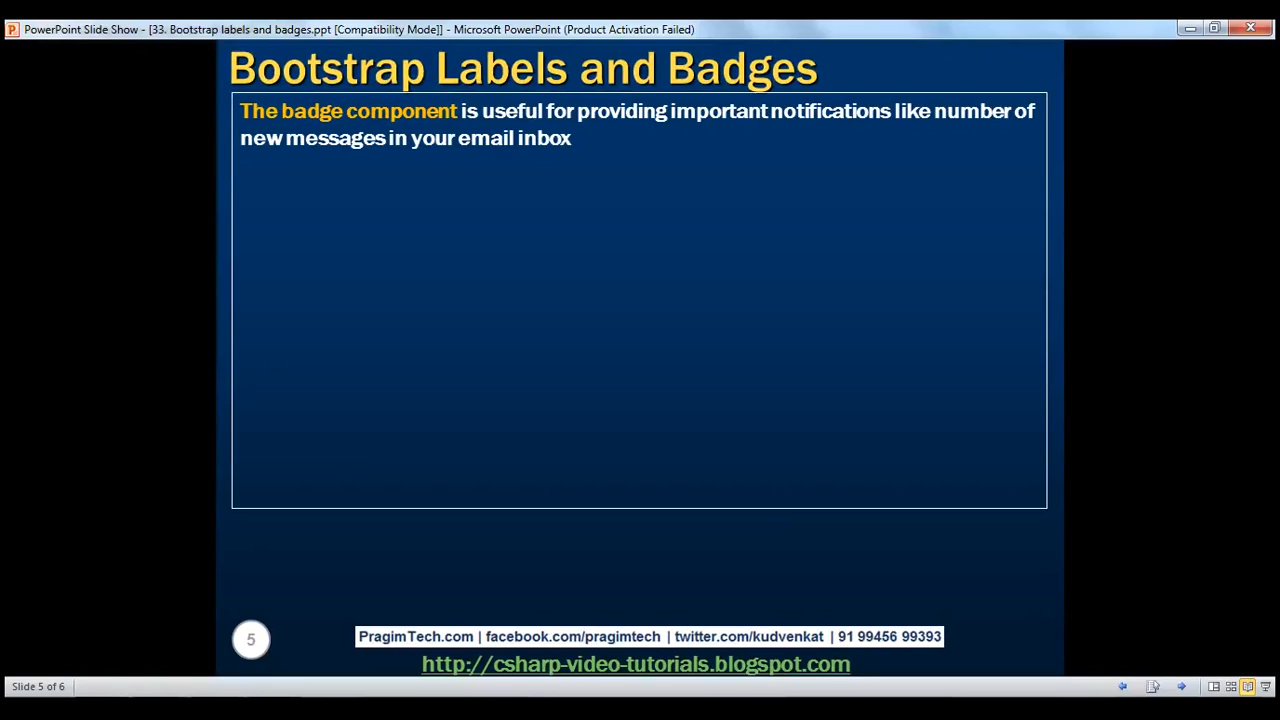 PowerPoint Slide Show - [33. Bootstrap labels and badges.ppt [Compatibility Mode]] - Microsoft PowerPoint (Product Activation Failed)
Bootstrap Labels and Badges
The badge component is useful for providing important notifications like number of
new messages in your email inbox
5
PragimTech.com | facebook.com/pragimtech | twitter.com/kudvenkat | 91 99456 99393
http://csharp-video-tutorials.blogspot.com
Slide 5 of 6